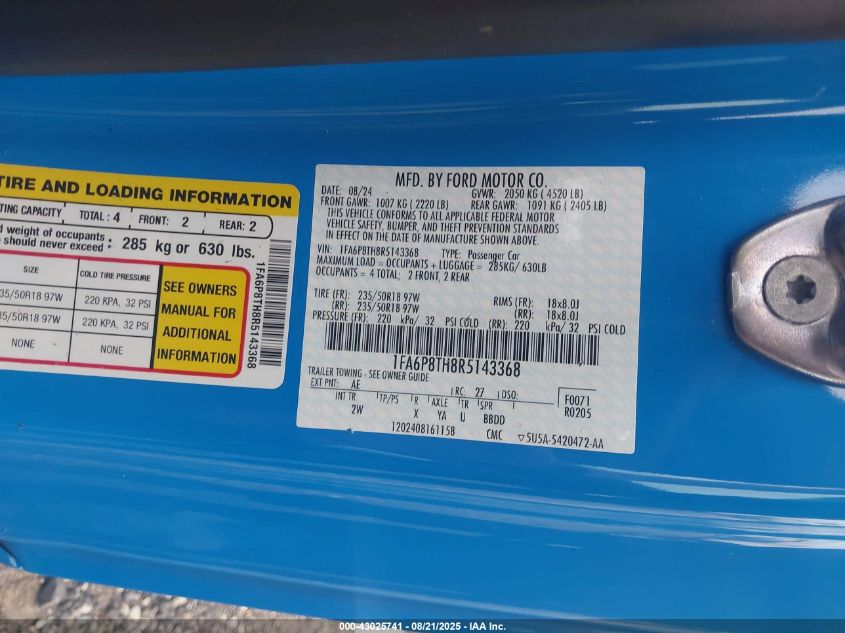 TIRE AND LOADING INFORMATION
TING CAPACITY TOTAL : 4 FRONT: 2 REAR: 2
d weight of occupants
should never exceed : 285 kg or 630 lbs.
SIZE COLD TIRE PRESSURE
35/50R18 97W 220 KPA, 32 PSI
35/50R18 97W 220 KPA, 32 PSI
NONE NONE
SEE OWNERS
MANUAL FOR
ADDITIONAL
INFORMATION
1FA6P8TH8R5143368
MFD. BY FORD MOTOR CO.
DATE: 08/24 GVWR: 2050 KG ( 4520 LB)
FRONT GAWR: 1007 KG ( 2220 LB) REAR GAWR: 1091 KG ( 2405 LB)
THIS VEHICLE CONFORMS TO ALL APPLICABLE FEDERAL MOTOR
VEHICLE SAFETY, BUMPER, AND THEFT PREVENTION STANDARDS
IN EFFECT ON THE DATE OF MANUFACTURE SHOWN ABOVE.
VIN: 1FA6P8TH8R5143368 TYPE: Passenger Car
MAXIMUM LOAD = OCCUPANTS + LUGGAGE = 285KG/ 630LB
OCCUPANTS = 4 TOTAL; 2 FRONT, 2 REAR
TIRE (FR): 235/50R18 97W RIMS (FR): 18x8.0J
(RR): 235/50R18 97W (RR): 18x8.0J
PRESSURE (FR): 220 kPa/ 32 PSI COLD (RR): 220 kPa/ 32 PSI COLD
1FA6P8TH8R5143368
TRAILER TOWING - SEE OWNER GUIDE
EXT PNT: AE RC: 27 DSO: F0071
INT TR TP/PS R AXLE TR SPR R0205
2W X YA U BBDD
1202408161158 CMC ▽5U5A-5420472-AA
000-43025741 - 08/21/2025 - IAA Inc.